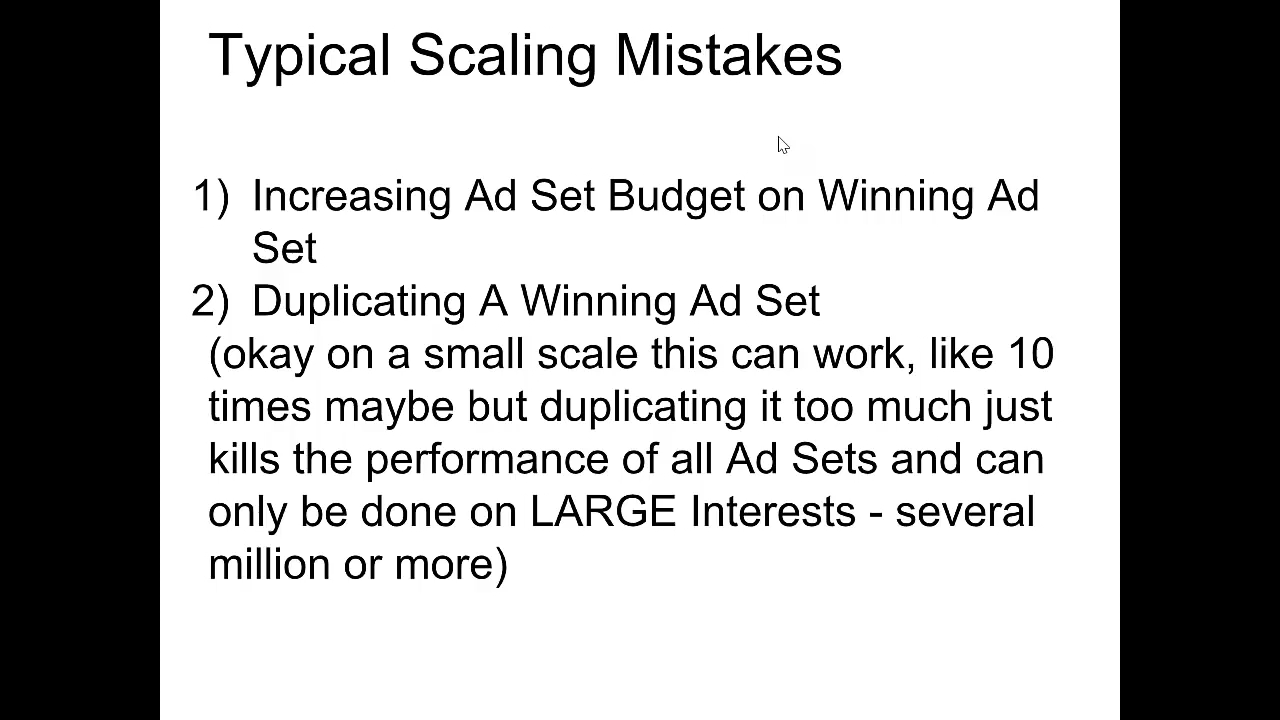 Typical Scaling Mistakes
1) Increasing Ad Set Budget on Winning Ad
Set
2) Duplicating A Winning Ad Set
(okay on a small scale this can work, like 10
times maybe but duplicating it too much just
kills the performance of all Ad Sets and can
only be done on LARGE Interests - several
million or more)